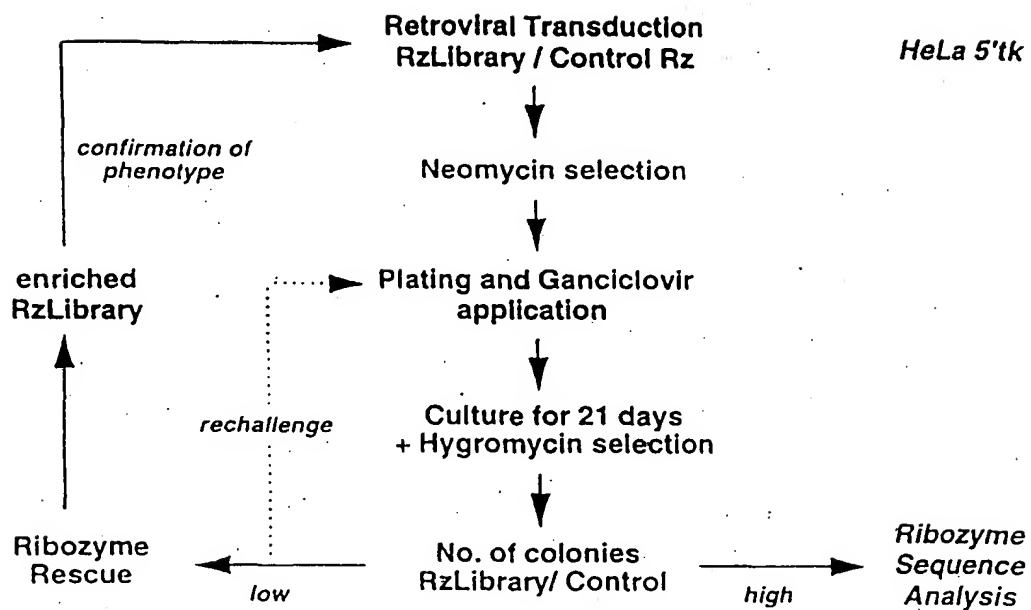 Retroviral Transduction
RzLibrary / Control Rz
HeLa 5'tk
confirmation of
phenotype
Neomycin selection
enriched
RzLibrary
Plating and Ganciclovir
application
rechallenge
Culture for 21 days
+ Hygromycin selection
Ribozyme
Rescue
low
No. of colonies
RzLibrary/ Control
high
Ribozyme
Sequence
Analysis